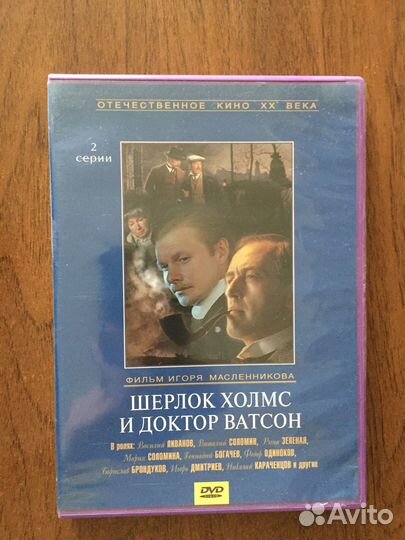 ОТЕЧЕСТВЕННОЕ "КИНО XX" ВЕКА
2
серии
ФИЛЬМ ИГОРЯ МАСЛЕННИКОВА
ШЕРЛОК ХОЛМС
И ДОКТОР ВАТСОН
В ролях: Василий ЛИВАНОВ, Виталий СОЛОМИН, Рина ЗЕЛЕНАЯ,
Мария СОЛОМИНА, Геннадий БОГАЧЕВ, Федор ОДИНОКОВ,
Борислав БРОНДУКОВ, Игорь ДМИТРИЕВ, Николай КАРАЧЕНЦОВ и другие
DVD
VIDEO
Avito